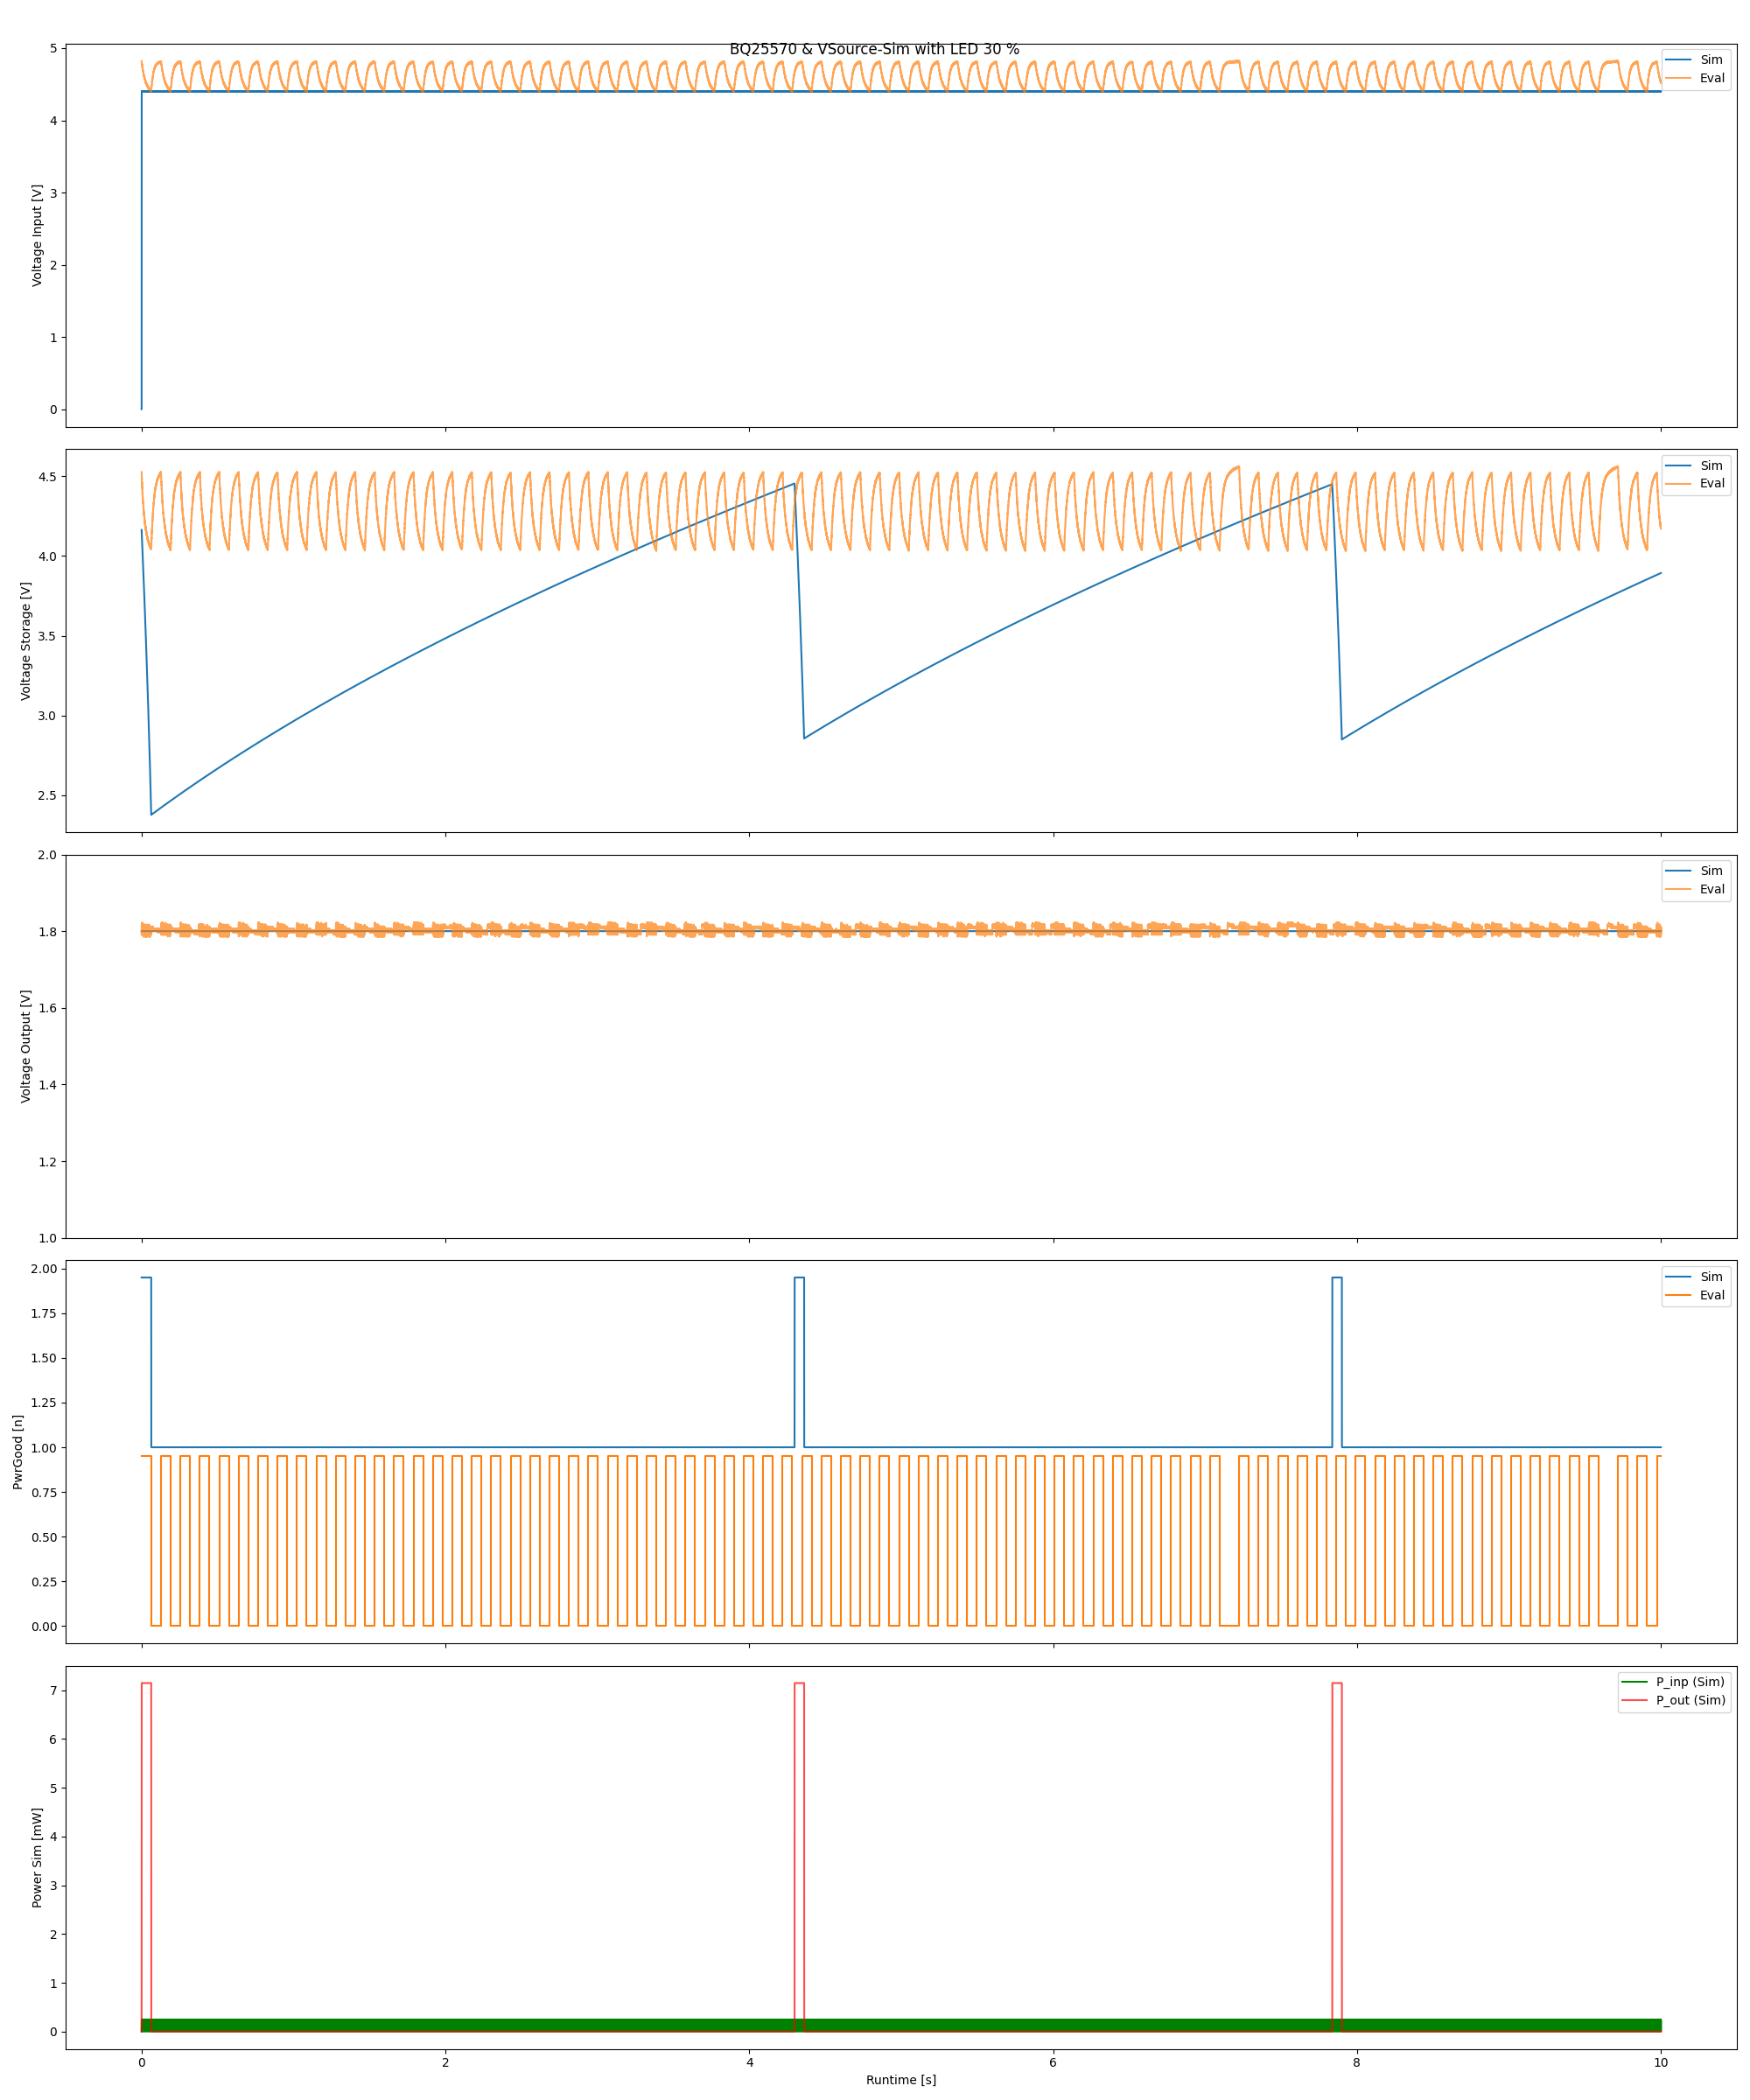 BQ25570 & VSource-Sim with LED 30 %
Voltage Input [V]
5
4
3
2
1
0
Sim
Eval
Voltage Storage [V]
4.5
4.0
3.5
3.0
2.5
Sim
Eval
Voltage Output [V]
2.0
1.8
1.6
1.4
1.2
1.0
Sim
Eval
PwrGood [n]
2.00
1.75
1.50
1.25
1.00
0.75
0.50
0.25
0.00
Sim
Eval
Power Sim [mW]
7
6
5
4
3
2
1
0
P_inp (Sim)
P_out (Sim)
0 2 4 6 8 10
Runtime [s]